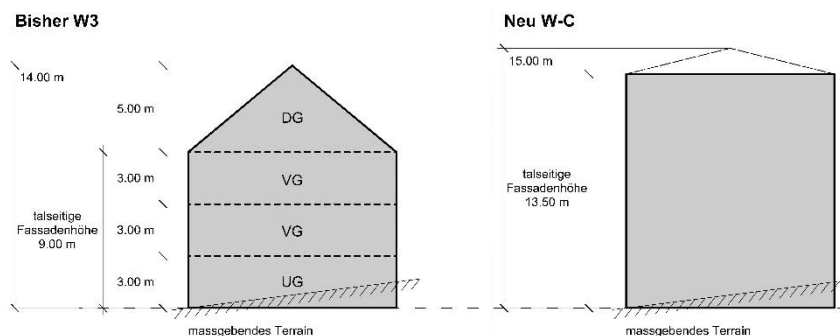 Bisher W3
14.00 m
5.00 m
DG
3.00 m
VG
talseitige
Fassadenhöhe
9.00 m
3.00 m
VG
3.00 m
UG
massgebendes Terrain
Neu W-C
15.00 m
talseitige
Fassadenhöhe
13.50 m
massgebendes Terrain